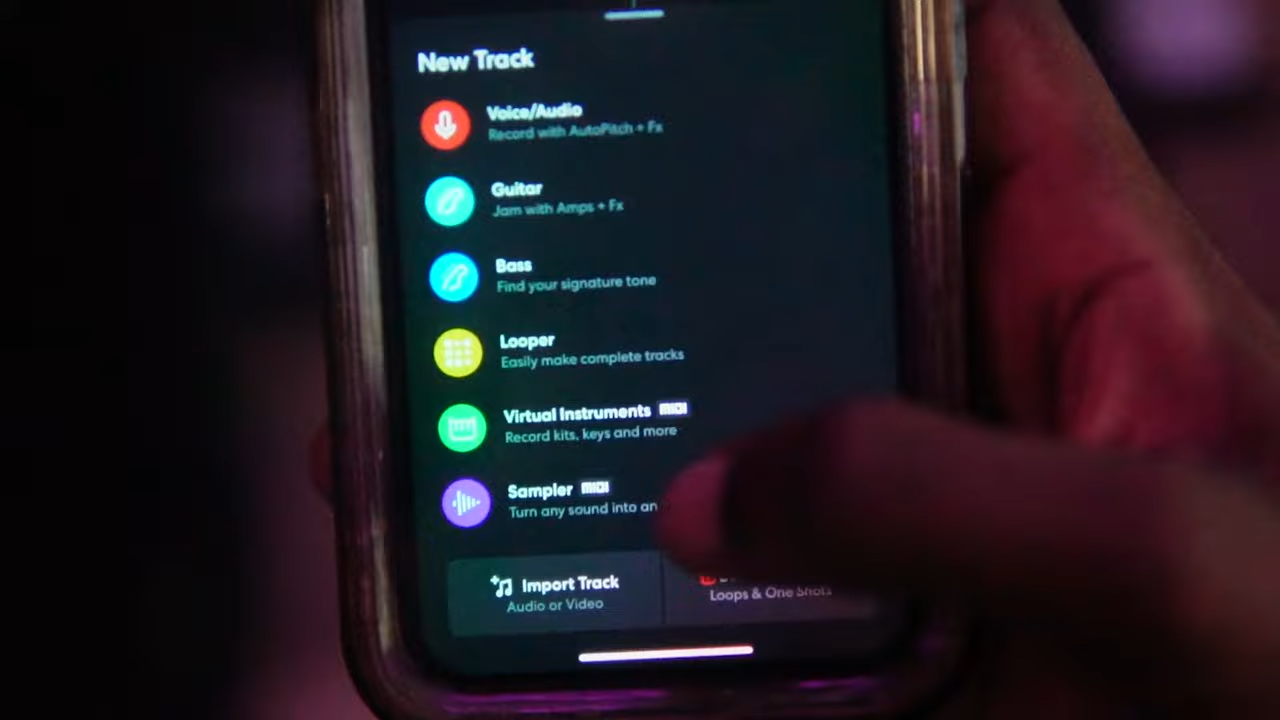 New Track
Voice/Audio
Record with AutoPitch + Fx
Guitar
Jam with Amps + Fx
Bass
Find your signature tone
Looper
Easily make complete tracks
Virtual Instruments MIDI
Record kits, keys and more
Sampler MIDI
Turn any sound into an
Import Track
Audio or Video
Loops & One Shots